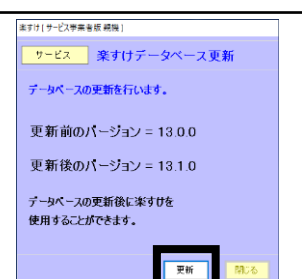 楽すけ[サービス事業者版 継続]
サービス 楽すけデータベース更新
データベースの更新を行います。
更新前のバージョン = 13.0.0
更新後のバージョン = 13.1.0
データベースの更新後に楽すけを
使用することができます。
更新 閉じる